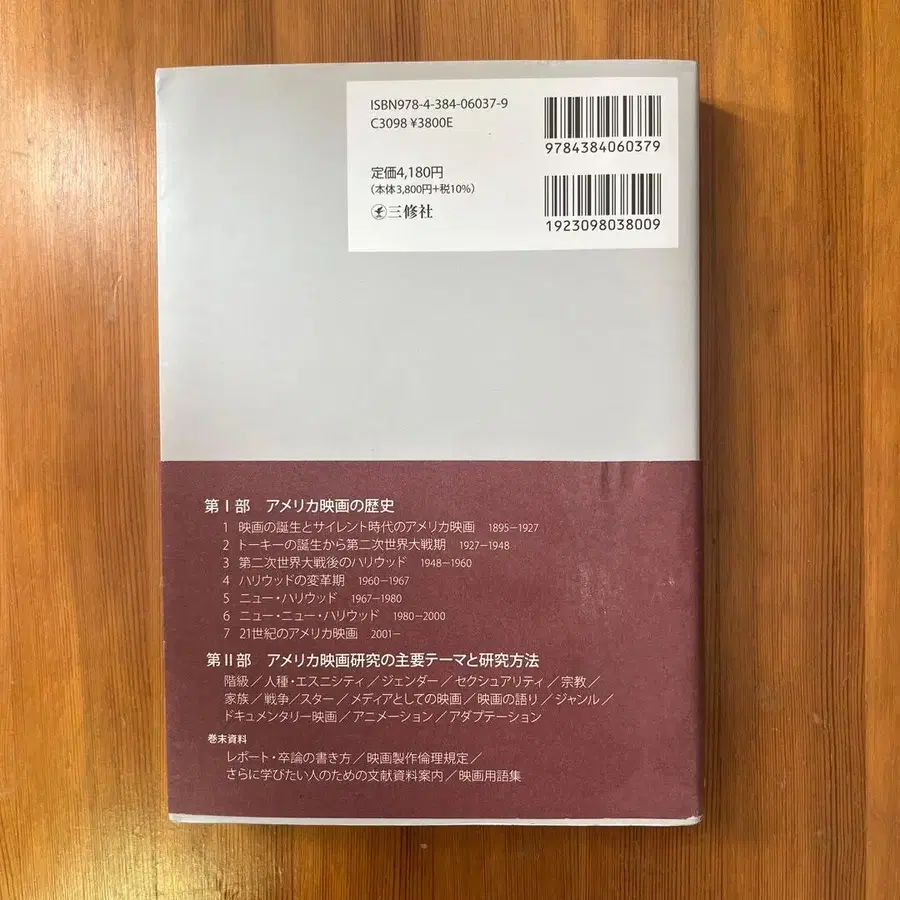 ISBN978-4-384-06037-9
C3098 ¥3800E
9784384060379
定価4,180円
(本体3,800円+税10%)
三修社
1923098038009
第Ⅰ部 アメリカ映画の歴史
1 映画の誕生とサイレント時代のアメリカ映画 1895−1927
2 トーキーの誕生から第二次世界大戦期 1927−1948
3 第二次世界大戦後のハリウッド 1948−1960
4 ハリウッドの変革期 1960−1967
5 ニュー・ハリウッド 1967−1980
6 ニュー・ニュー・ハリウッド 1980−2000
7 21世紀のアメリカ映画 2001−
第Ⅱ部 アメリカ映画研究の主要テーマと研究方法
階級／人種・エスニシティ／ジェンダー／セクシュアリティ／宗教／
家族／戦争／スター／メディアとしての映画／映画の語り／ジャンル／
ドキュメンタリー映画／アニメーション／アダプテーション
巻末資料
レポート・卒論の書き方／映画製作倫理規定／
さらに学びたい人のための文献資料案内／映画用語集